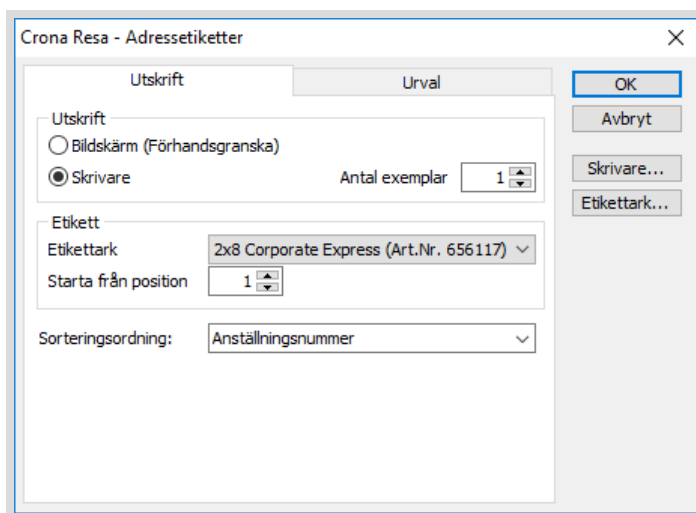 Crona Resa - Adressetiketter
Utskrift
Urval
OK
Avbryt
Skrivare...
Etikettark...
Utskrift
Bildskärm (Förhandsgranska)
Skrivare
Antal exemplar 1
Etikett
Etikettark 2x8 Corporate Express (Art.Nr. 656117)
Starta från position 1
Sorteringsordning: Anställningsnummer